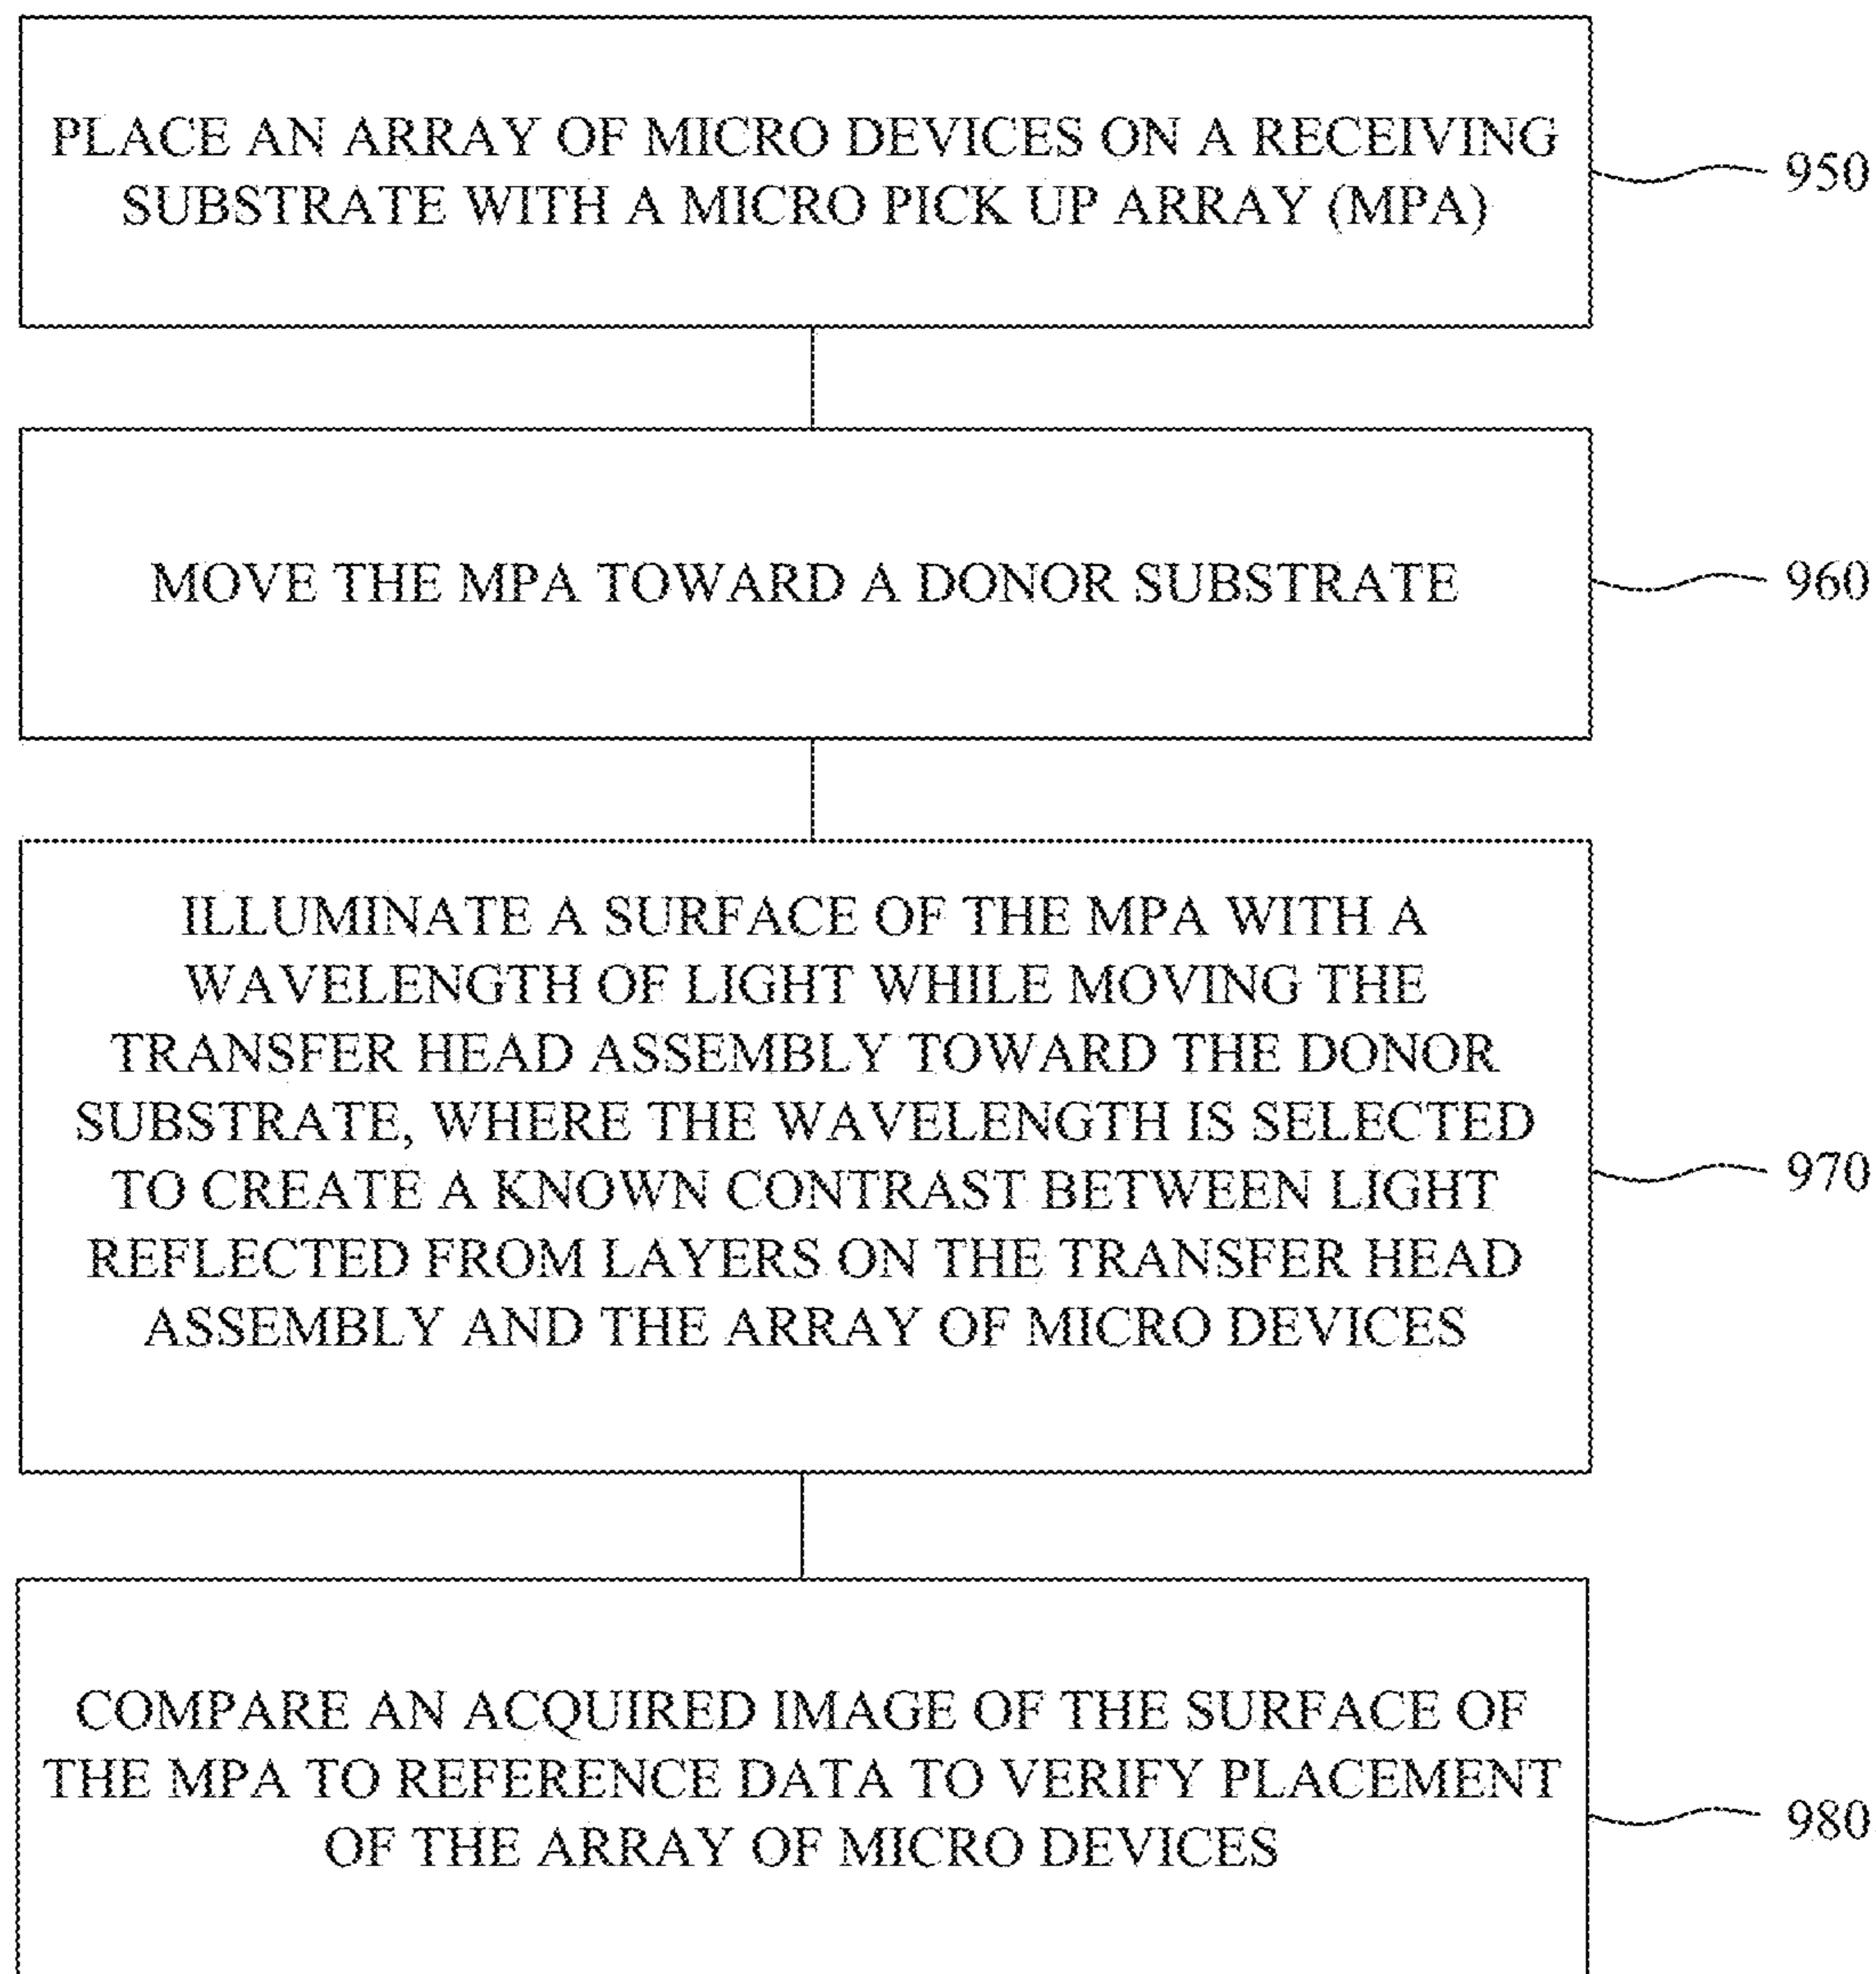 PLACE AN ARRAY OF MICRO DEVICES ON A RECEIVING
SUBSTRATE WITH A MICRO PICK UP ARRAY (MPA)
950
MOVE THE MPA TOWARD A DONOR SUBSTRATE
960
ILLUMINATE A SURFACE OF THE MPA WITH A
WAVELENGTH OF LIGHT WHILE MOVING THE
TRANSFER HEAD ASSEMBLY TOWARD THE DONOR
SUBSTRATE, WHERE THE WAVELENGTH IS SELECTED
TO CREATE A KNOWN CONTRAST BETWEEN LIGHT
REFLECTED FROM LAYERS ON THE TRANSFER HEAD
ASSEMBLY AND THE ARRAY OF MICRO DEVICES
970
COMPARE AN ACQUIRED IMAGE OF THE SURFACE OF
THE MPA TO REFERENCE DATA TO VERIFY PLACEMENT
OF THE ARRAY OF MICRO DEVICES
980